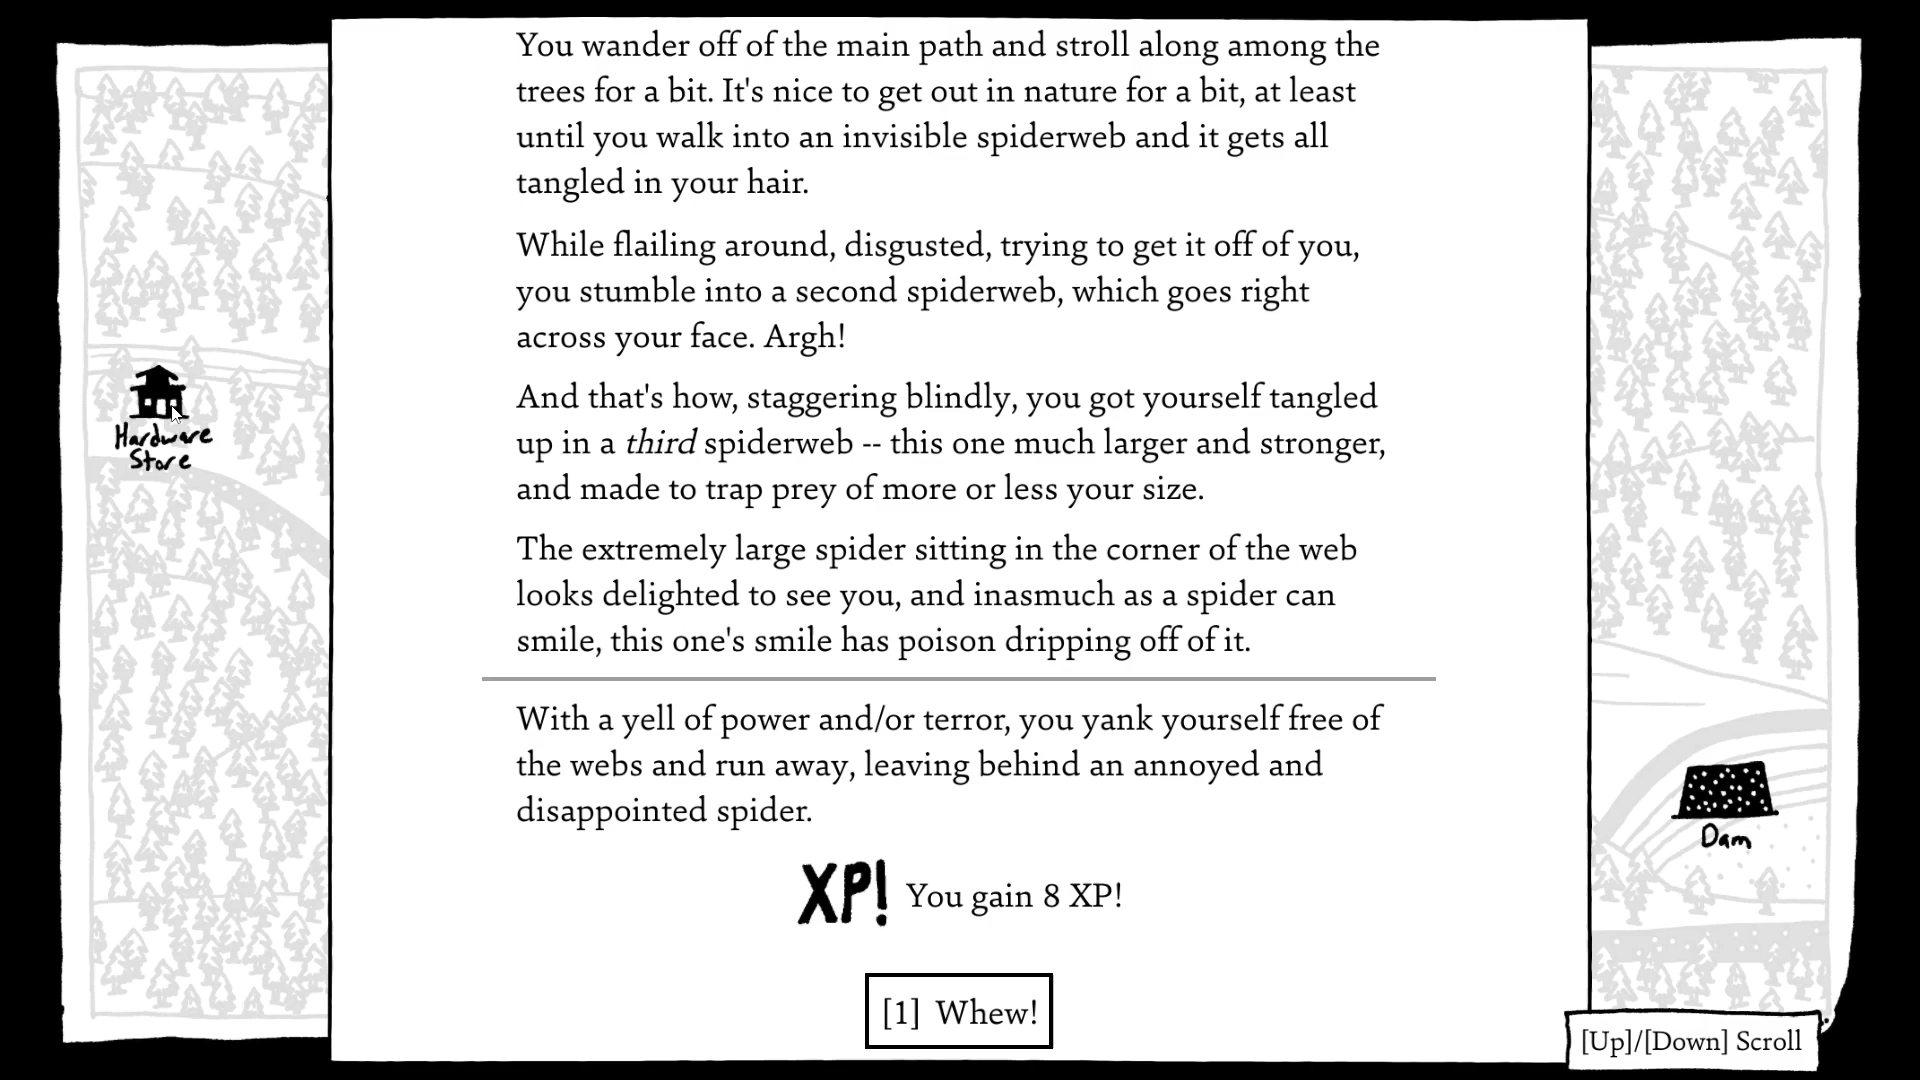 You wander off of the main path and stroll along among the
trees for a bit. It's nice to get out in nature for a bit, at least
until you walk into an invisible spiderweb and it gets all
tangled in your hair.
While flailing around, disgusted, trying to get it off of you,
you stumble into a second spiderweb, which goes right
across your face. Argh!
And that's how, staggering blindly, you got yourself tangled
up in a third spiderweb -- this one much larger and stronger,
and made to trap prey of more or less your size.
The extremely large spider sitting in the corner of the web
looks delighted to see you, and inasmuch as a spider can
smile, this one's smile has poison dripping off of it.
With a yell of power and/or terror, you yank yourself free of
the webs and run away, leaving behind an annoyed and
disappointed spider.
XP! You gain 8 XP!
[1] Whew!
Hardware
Store
Dam
[Up]/[Down] Scroll